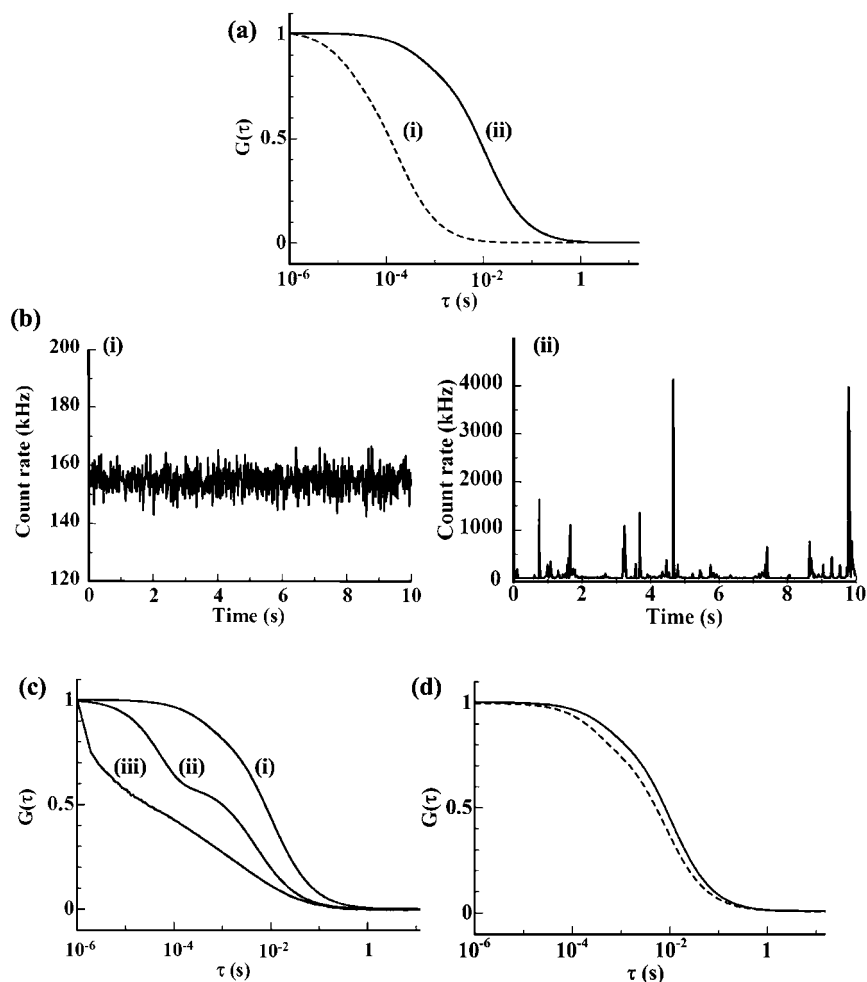 (a)
1
0.5
0
G(τ)
(i)
(ii)
10⁻⁶
10⁻⁴
10⁻²
1
τ (s)
(b)
(i)
200
180
160
140
120
Count rate (kHz)
0
2
4
6
8
10
Time (s)
(ii)
4000
3000
2000
1000
0
Count rate (kHz)
0
2
4
6
8
10
Time (s)
(c)
1
0.5
0
G(τ)
(iii)
(ii)
(i)
10⁻⁶
10⁻⁴
10⁻²
1
τ (s)
(d)
1
0.5
0
G(τ)
10⁻⁶
10⁻⁴
10⁻²
1
τ (s)